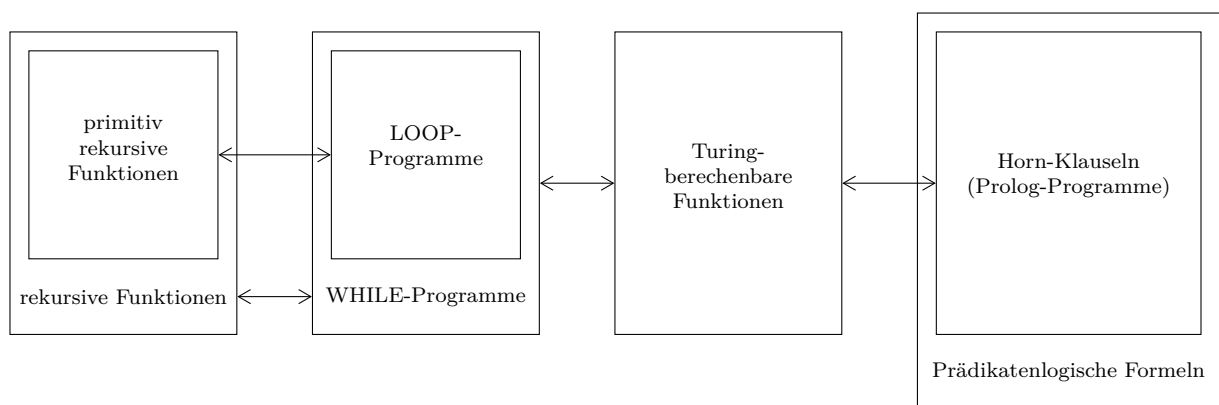 primitiv
rekursive
Funktionen
rekursive Funktionen
LOOP-
Programme
WHILE-Programme
Turing-
berechenbare
Funktionen
Horn-Klauseln
(Prolog-Programme)
Prädikatenlogische Formeln